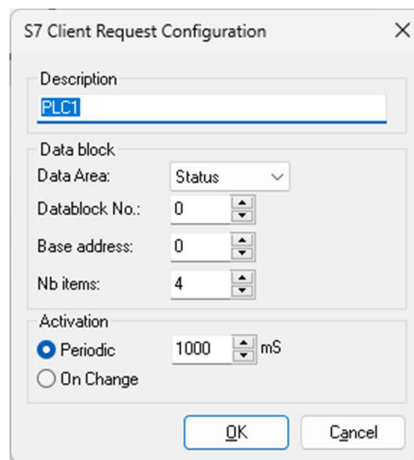 S7 Client Request Configuration
Description
PLC1
Data block
Data Area: Status
Datablock No.: 0
Base address: 0
Nb items: 4
Activation
Periodic 1000 mS
On Change
OK Cancel